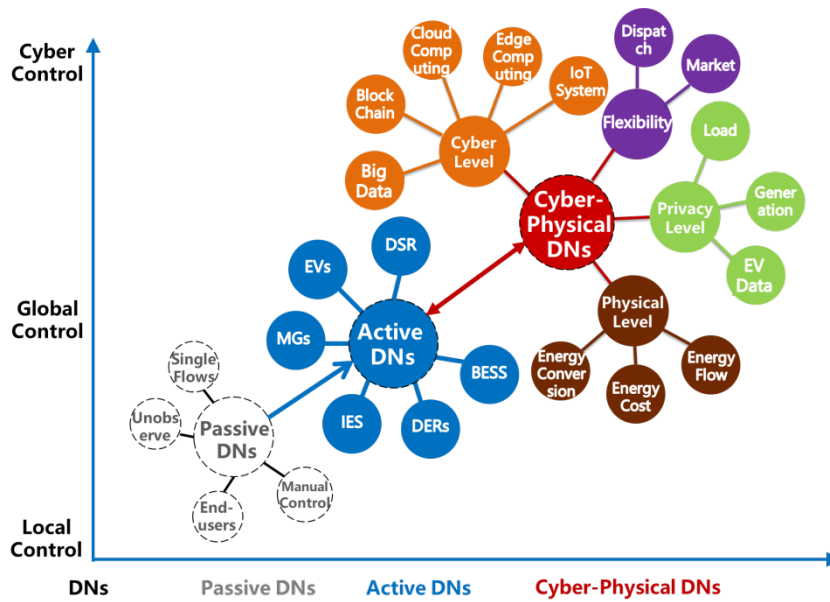 Cyber
Control
Global
Control
Local
Control
Cloud
Comp
uting
Edge
Comp
uting
IoT
System
Block
Chain
Big
Data
Cyber
Level
Dispat
ch
Market
Flexibility
Load
Gener
ation
EV
Data
Privacy
Level
Cyber-
Physical
DNs
Physical
Level
Energy
Convers
ion
Energy
Cost
Energy
Flow
DSR
EVs
MGs
Active
DNs
BESS
IES
DERs
Single
Flows
Unobs
erve
Passive
DNs
End-
users
Manual
Control
DNs
Passive DNs
Active DNs
Cyber-Physical DNs